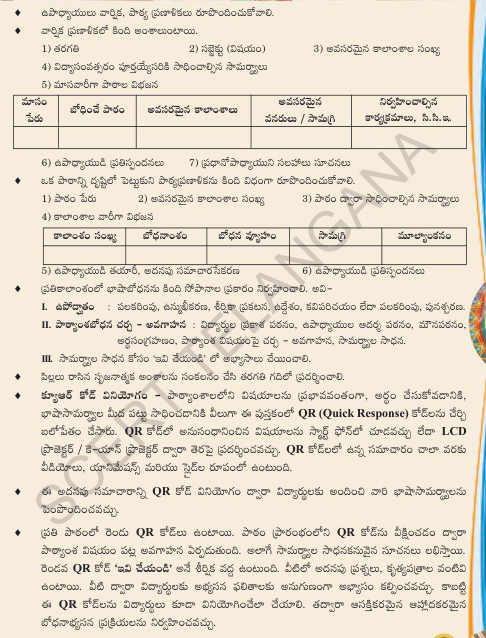 ♦ ఉపాధ్యాయులు వార్షిక, పాఠ్య ప్రణాళికలు రూపొందించుకోవాలి.
♦ వార్షిక ప్రణాళికలో కింది అంశాలుంటాయి.
1) తరగతి 2) సబ్జెక్టు (విషయం) 3) అవసరమైన కాలాంశాల సంఖ్య
4) విద్యాసంవత్సరం పూర్తయ్యేసరికి సాధించాల్సిన సామర్థ్యాలు
5) మాసవారీగా పాఠాల విభజన
మాసం పేరు బోధించే పాఠం అవసరమైన కాలాంశాలు అవసరమైన వనరులు / సామగ్రి నిర్వహించాల్సిన కార్యక్రమాలు, సి.సి.ఇ.
6) ఉపాధ్యాయుడి ప్రతిస్పందనలు 7) ప్రధానోపాధ్యాయుని సలహాలు సూచనలు
♦ ఒక పాఠాన్ని దృష్టిలో పెట్టుకుని పాఠ్యప్రణాళికను కింది విధంగా రూపొందించుకోవాలి.
1) పాఠం పేరు 2) అవసరమైన కాలాంశాల సంఖ్య 3) పాఠం ద్వారా సాధించాల్సిన సామర్థ్యాలు
4) కాలాంశాల వారీగా విభజన
కాలాంశం సంఖ్య బోధనాంశం బోధన వ్యూహం సామగ్రి మూల్యాంకనం
5) ఉపాధ్యాయుడి తయారీ, అదనపు సమాచారసేకరణ 6) ఉపాధ్యాయుడి ప్రతిస్పందనలు
♦ ప్రతికాలాంశంలో భాషాబోధనను కింది సోపానాల ప్రకారం నిర్వహించాలి. అవి–
I. ఉపోద్ఘాతం : పలకరింపు, ఉన్ముఖీకరణ, శీర్షికా ప్రకటన, ఉద్దేశం, కవిపరిచయం లేదా పలకరింపు, పునశ్చరణ.
II. పాఠ్యాంశబోధన చర్చ – అవగాహన : విద్యార్థుల ప్రకాశ పఠనం, ఉపాధ్యాయుల ఆదర్శ పఠనం, మౌనపఠనం,
అర్థసంగ్రహణం, పాఠ్యాంశ విషయంపై చర్చ – అవగాహన, సామర్థ్యాల సాధన.
III. సామర్థ్యాల సాధన కోసం 'ఇవి చేయండి' లో అభ్యాసాలు చేయించాలి.
♦ పిల్లలు రాసిన సృజనాత్మక అంశాలను సంకలనం చేసి తరగతి గదిలో ప్రదర్శించాలి.
♦ క్యూఆర్ కోడ్ వినియోగం – పాఠ్యాంశాలలోని విషయాలను ప్రభావవంతంగా, అర్థం చేసుకోవడానికి,
భాషాసామర్థ్యాల మీద పట్టు సాధించడానికి వీలుగా ఈ పుస్తకంలో QR (Quick Response) కోడ్‌లను చేర్చి
బలోపేతం చేసారు. QR కోడ్‌లో అనుసంధానించిన విషయాలను స్మార్ట్ ఫోన్‌లో చూడవచ్చు లేదా LCD
ప్రొజెక్టర్ / కె-యాన్ ప్రొజెక్టర్ ద్వారా తెరపై ప్రదర్శించవచ్చు. QR కోడ్‌లలో ఉన్న సమాచారం చాలా వరకు
వీడియోలు, యానిమేషన్స్ మరియు స్లైడ్‌ల రూపంలో ఉంటుంది.
♦ ఈ అదనపు సమాచారాన్ని QR కోడ్ వినియోగం ద్వారా విద్యార్థులకు అందించి వారి భాషాసామర్థ్యాలను
పెంపొందించవచ్చు.
♦ ప్రతి పాఠంలో రెండు QR కోడ్‌లు ఉంటాయి. పాఠం ప్రారంభంలోని QR కోడ్‌ను వీక్షించడం ద్వారా
పాఠ్యాంశ విషయం పట్ల అవగాహన ఏర్పడుతుంది. అలాగే సామర్థ్యాల సాధనకనువైన సూచనలు లభిస్తాయి.
రెండవ QR కోడ్ 'ఇవి చేయండి' అనే శీర్షిక వద్ద ఉంటుంది. వీటిలో అదనపు ప్రశ్నలు, కృత్యపత్రాల వంటివి
ఉంటాయి. వీటి ద్వారా విద్యార్థులకు అభ్యసన ఫలితాలకు అనుగుణంగా అభ్యాసం కల్పించవచ్చు. కాబట్టి
ఈ QR కోడ్‌లను విద్యార్థులు కూడా వినియోగించేలా చేయాలి. తద్వారా ఆసక్తికరమైన ఆహ్లాదకరమైన
బోధనాభ్యసన ప్రక్రియలను నిర్వహించవచ్చు.
SCERT TELANGANA